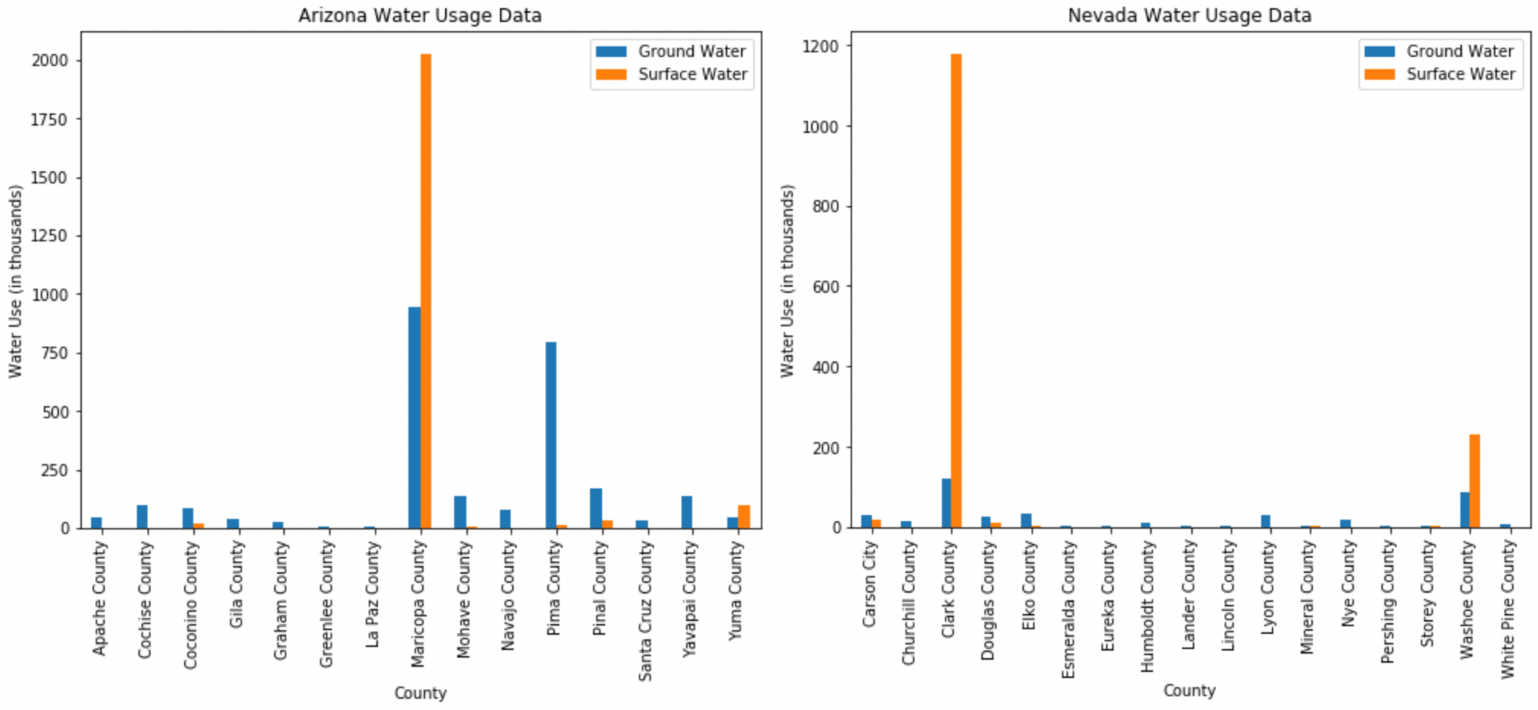 Arizona Water Usage Data
Ground Water
Surface Water
2000
1750
1500
1250
1000
750
500
250
0
Water Use (in thousands)
Apache County
Cochise County
Coconino County
Gila County
Graham County
Greenlee County
La Paz County
Maricopa County
Mohave County
Navajo County
Pima County
Pinal County
Santa Cruz County
Yavapai County
Yuma County
County
Nevada Water Usage Data
Ground Water
Surface Water
1200
1000
800
600
400
200
0
Water Use (in thousands)
Carson City
Churchill County
Clark County
Douglas County
Elko County
Esmeralda County
Eureka County
Humboldt County
Lander County
Lincoln County
Lyon County
Mineral County
Nye County
Pershing County
Storey County
Washoe County
White Pine County
County